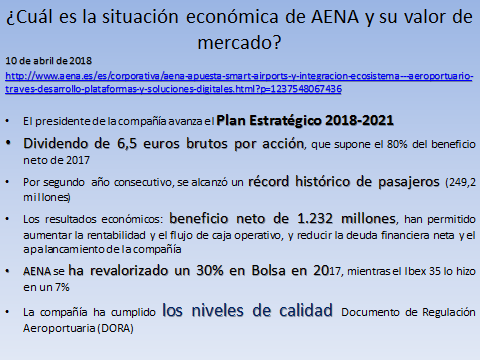 ¿Cuál es la situación económica de AENA y su valor de
mercado?
10 de abril de 2018
http://www.aena.es/es/corporativa/aena-apuesta-smart-airports-y-integracion-ecosistema---aeroportuario-
traves-desarrollo-plataformas-y-soluciones-digitales.html?p=1237548067436
• El presidente de la compañía avanza el Plan Estratégico 2018-2021
• Dividendo de 6,5 euros brutos por acción, que supone el 80% del beneficio
neto de 2017
• Por segundo año consecutivo, se alcanzó un récord histórico de pasajeros (249,2
millones)
• Los resultados económicos: beneficio neto de 1.232 millones, han permitido
aumentar la rentabilidad y el flujo de caja operativo, y reducir la deuda financiera neta y el
apalancamiento de la compañía
• AENA se ha revalorizado un 30% en Bolsa en 2017, mientras el Ibex 35 lo hizo
en un 7%
• La compañía ha cumplido los niveles de calidad Documento de Regulación
Aeroportuaria (DORA)